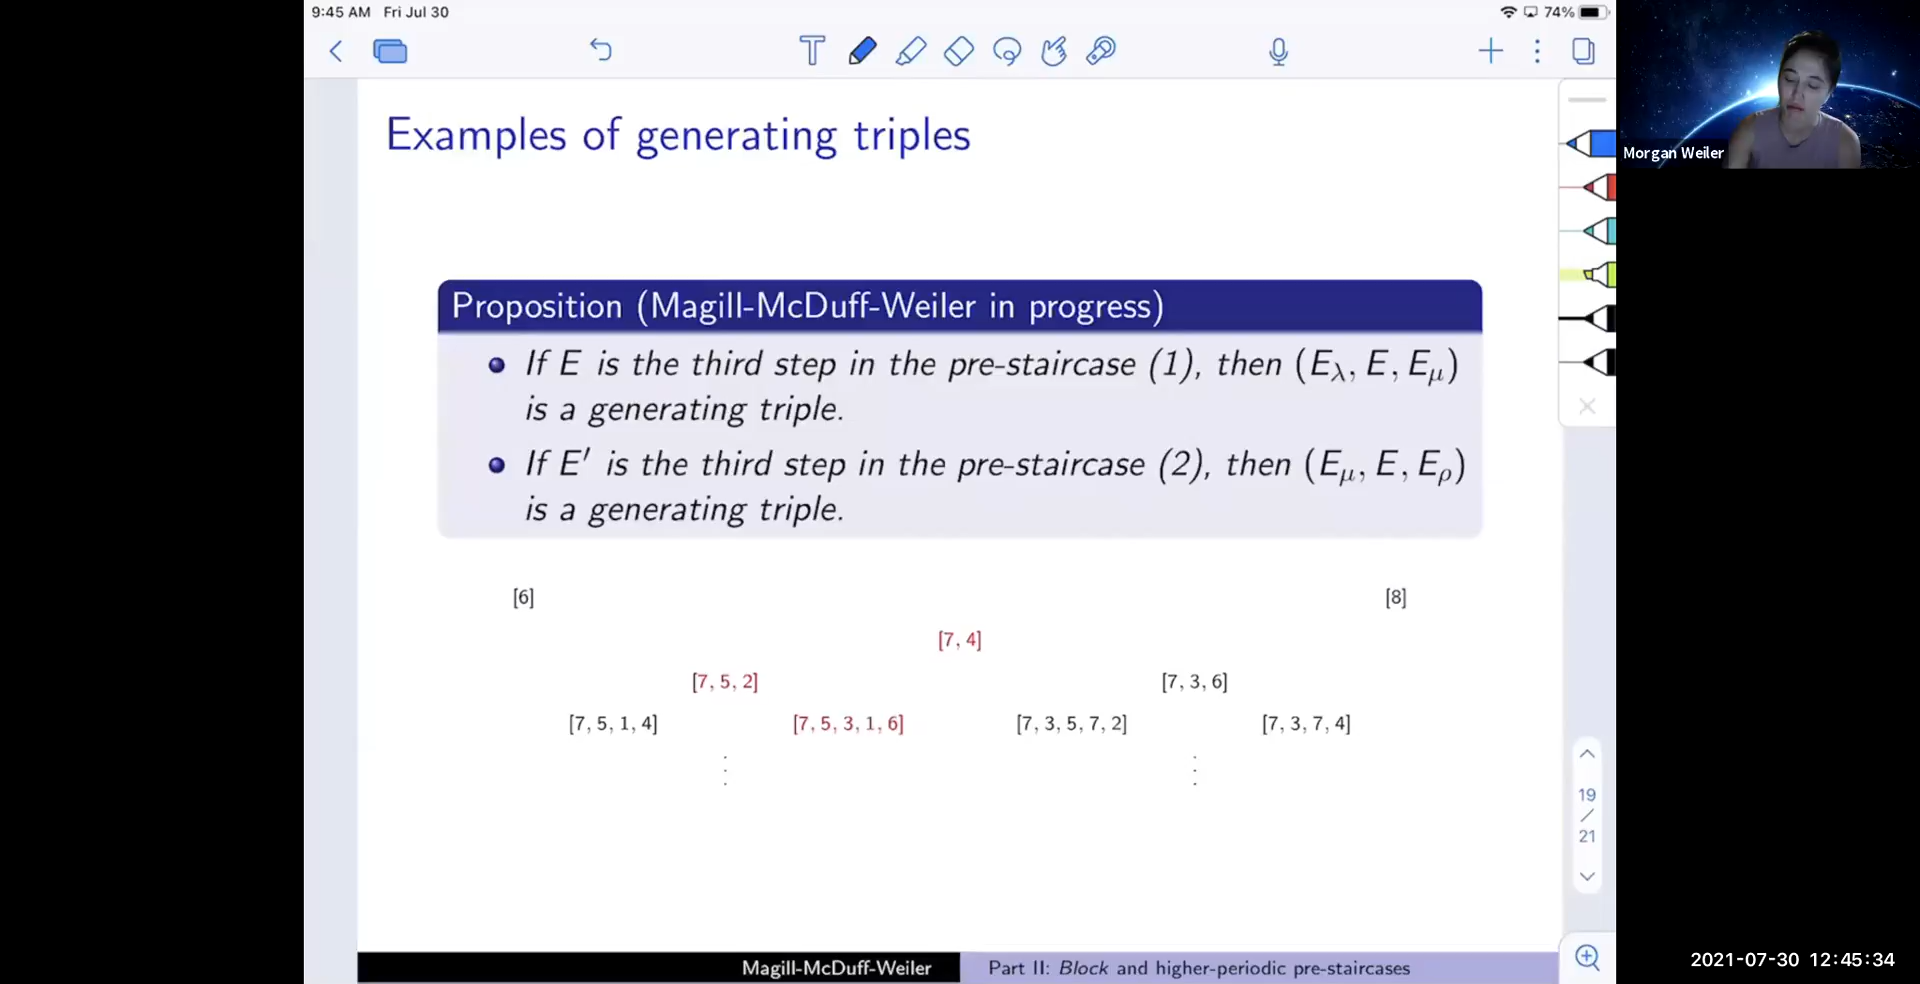 9:45 AM Fri Jul 30
74%
Examples of generating triples
Morgan Weiler
Proposition (Magill-McDuff-Weiler in progress)
If E is the third step in the pre-staircase (1), then (E_λ, E, E_μ)
is a generating triple.
If E′ is the third step in the pre-staircase (2), then (E_μ, E, E_ρ)
is a generating triple.
[6] [8]
[7, 4]
[7, 5, 2] [7, 3, 6]
[7, 5, 1, 4] [7, 5, 3, 1, 6] [7, 3, 5, 7, 2] [7, 3, 7, 4]
⋮ ⋮
19
/
21
Magill-McDuff-Weiler Part II: Block and higher-periodic pre-staircases
2021-07-30 12:45:34